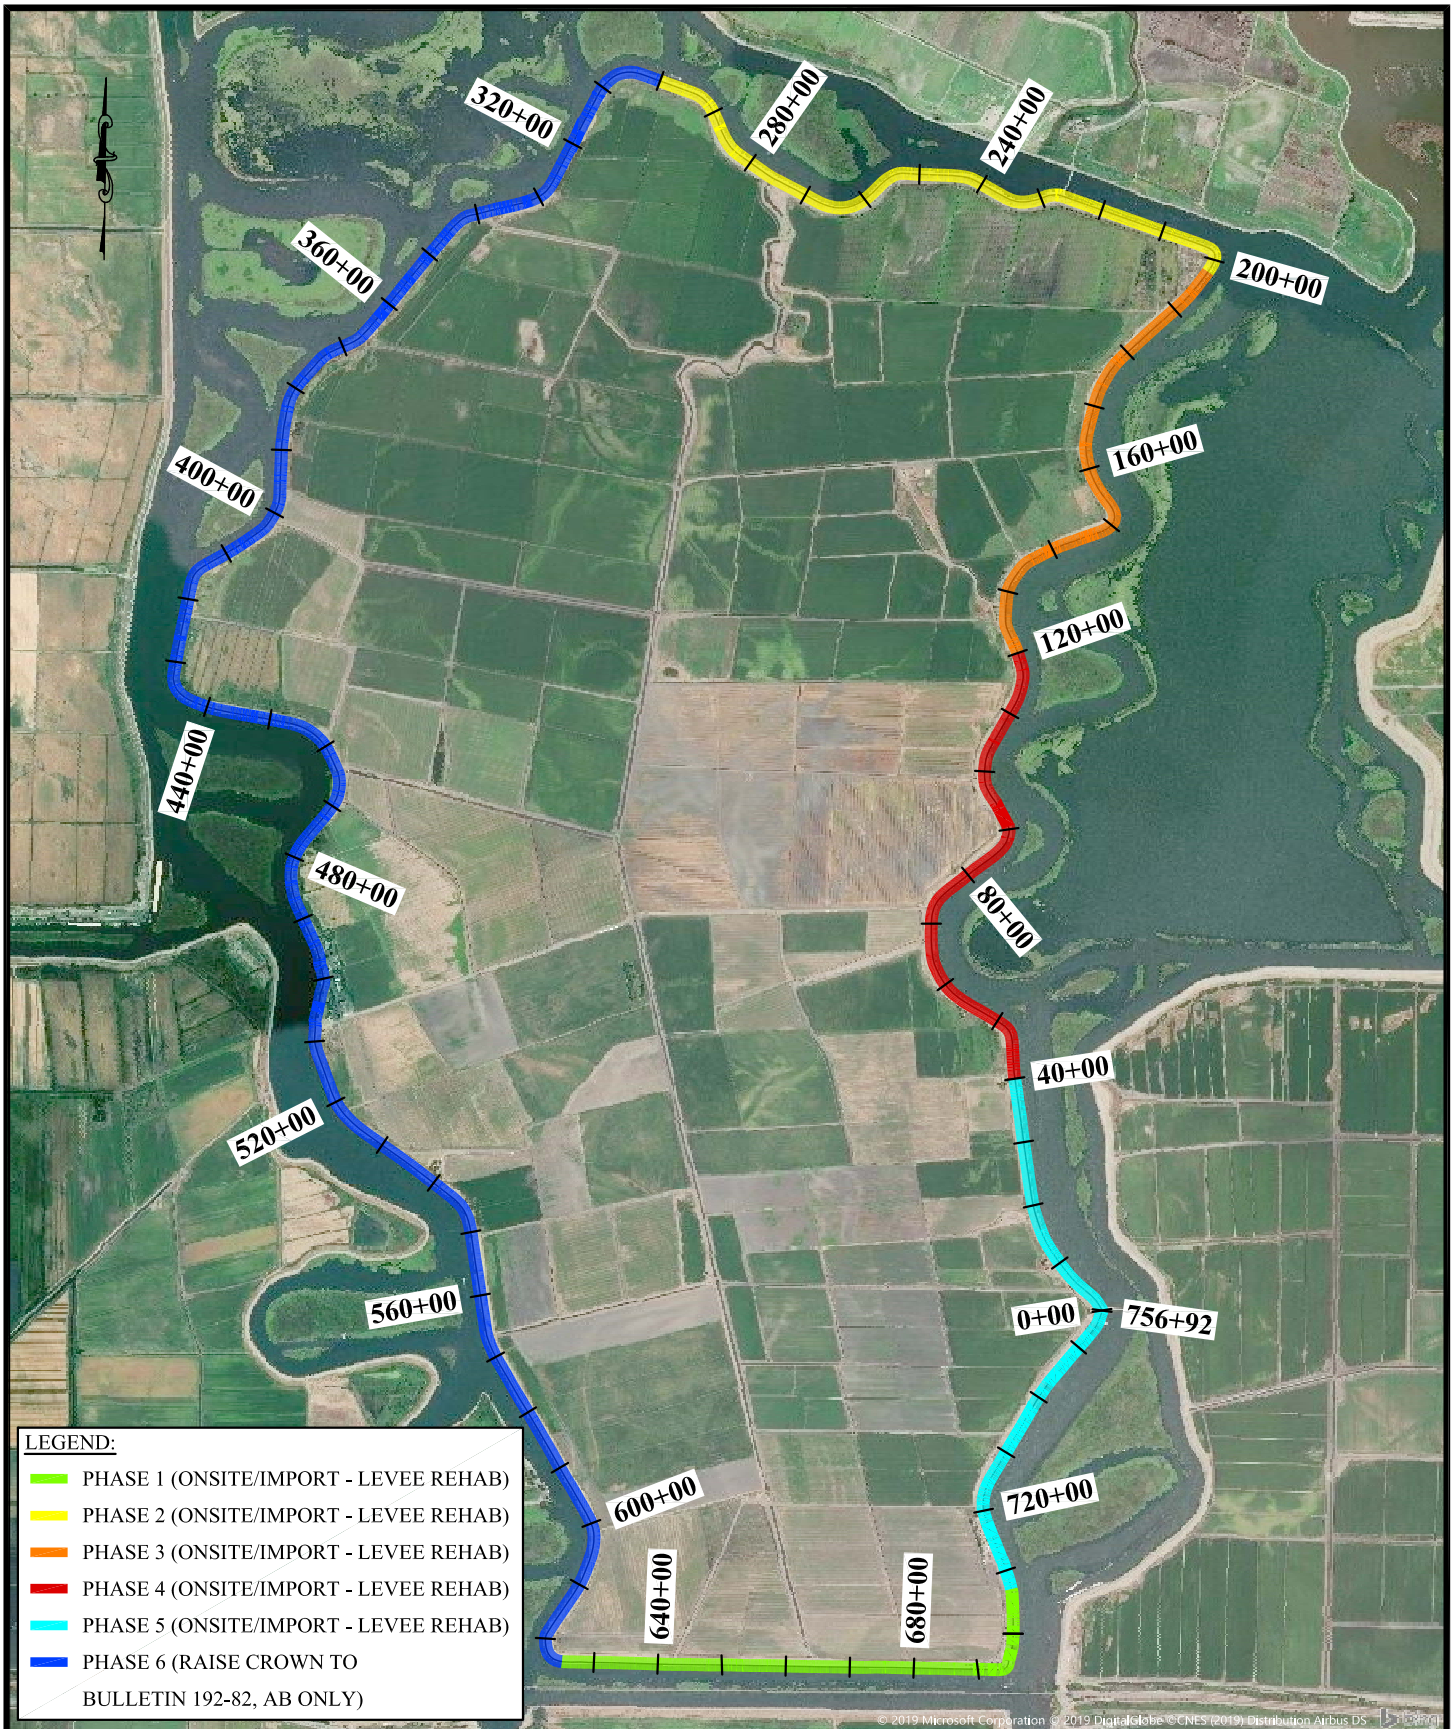 320+00
280+00
240+00
360+00
200+00
400+00
160+00
120+00
440+00
480+00
80+00
40+00
520+00
560+00
0+00
756+92
600+00
720+00
640+00
680+00
LEGEND:
PHASE 1 (ONSITE/IMPORT - LEVEE REHAB)
PHASE 2 (ONSITE/IMPORT - LEVEE REHAB)
PHASE 3 (ONSITE/IMPORT - LEVEE REHAB)
PHASE 4 (ONSITE/IMPORT - LEVEE REHAB)
PHASE 5 (ONSITE/IMPORT - LEVEE REHAB)
PHASE 6 (RAISE CROWN TO
BULLETIN 192-82, AB ONLY)
© 2019 Microsoft Corporation © 2019 DigitalGlobe ©CNES (2019) Distribution Airbus DS